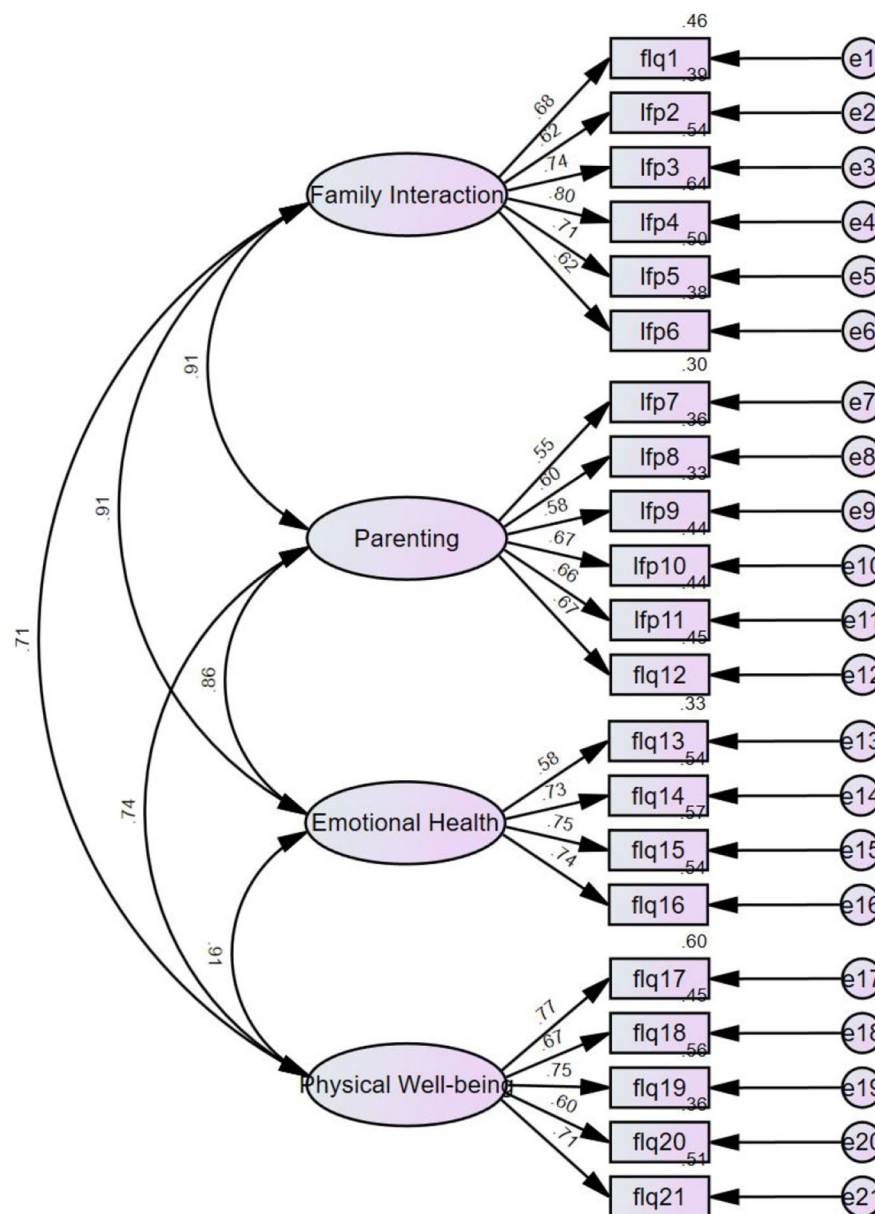 .46
flq1
e1
.68
.39
lfp2
e2
.62
.54
lfp3
e3
.74
.64
Family Interaction
lfp4
e4
.80
.50
lfp5
e5
.71
.38
lfp6
e6
.62
.91
.91
.71
.30
lfp7
e7
.55
.36
lfp8
e8
.60
.33
lfp9
e9
.58
.44
Parenting
lfp10
e10
.67
.44
lfp11
e11
.66
.45
flq12
e12
.67
.86
.74
.33
flq13
e13
.58
.54
flq14
e14
.73
.57
Emotional Health
flq15
e15
.75
.54
flq16
e16
.74
.91
.60
flq17
e17
.77
.45
flq18
e18
.67
.56
Physical Well-being
flq19
e19
.75
.36
flq20
e20
.60
.51
flq21
e21
.71